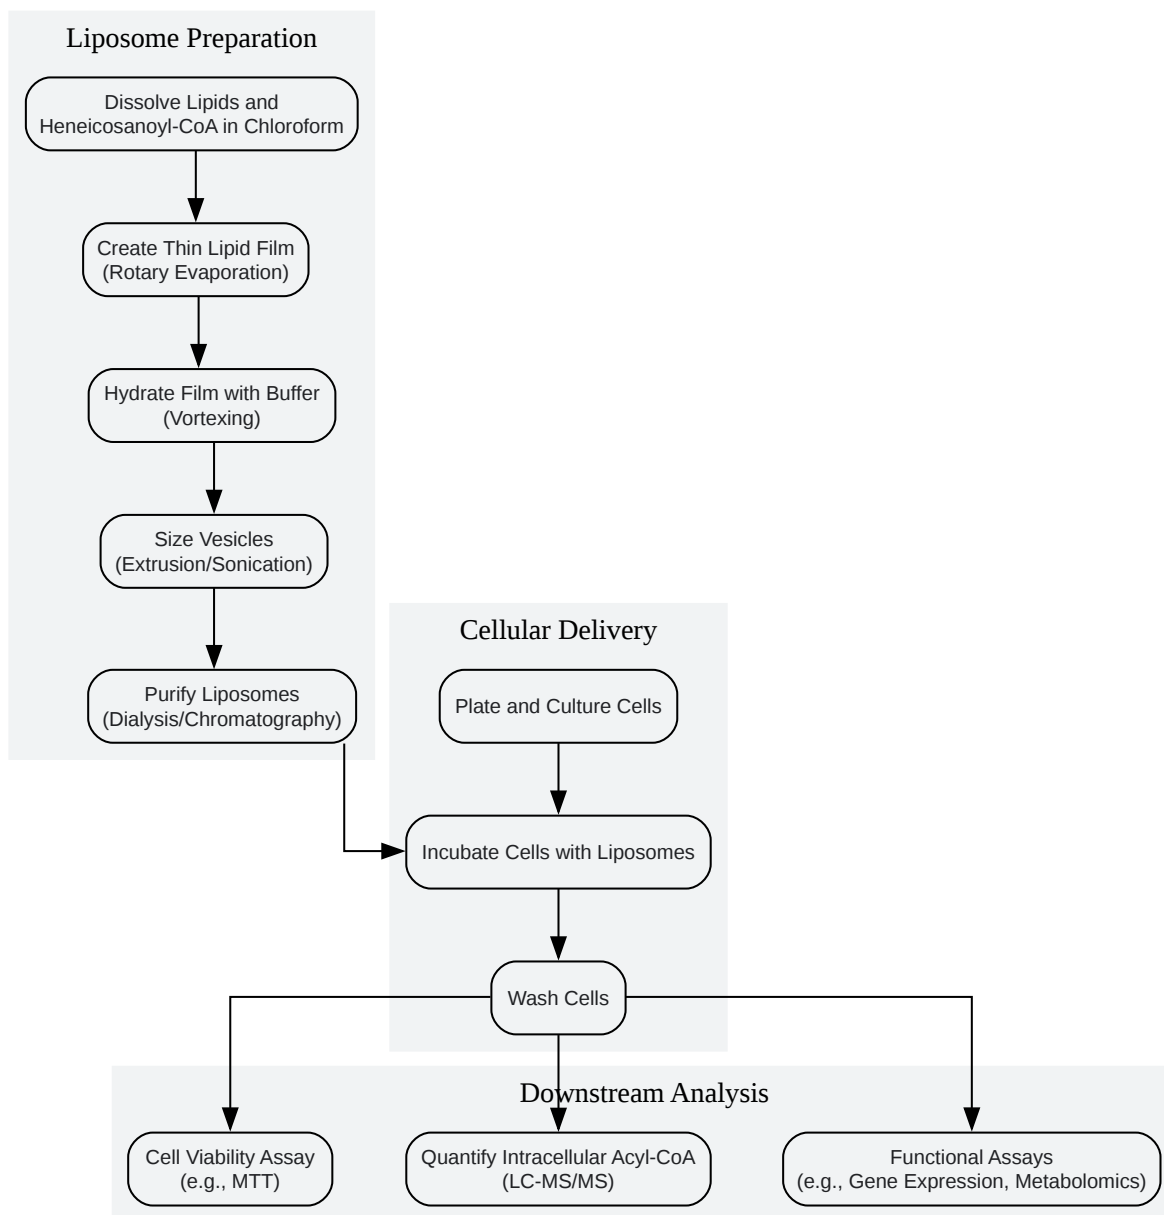 Liposome Preparation
Dissolve Lipids and
Heneicosanoyl-CoA in Chloroform
Create Thin Lipid Film
(Rotary Evaporation)
Hydrate Film with Buffer
(Vortexing)
Size Vesicles
(Extrusion/Sonication)
Purify Liposomes
(Dialysis/Chromatography)
Cellular Delivery
Plate and Culture Cells
Incubate Cells with Liposomes
Wash Cells
Downstream Analysis
Cell Viability Assay
(e.g., MTT)
Quantify Intracellular Acyl-CoA
(LC-MS/MS)
Functional Assays
(e.g., Gene Expression, Metabolomics)